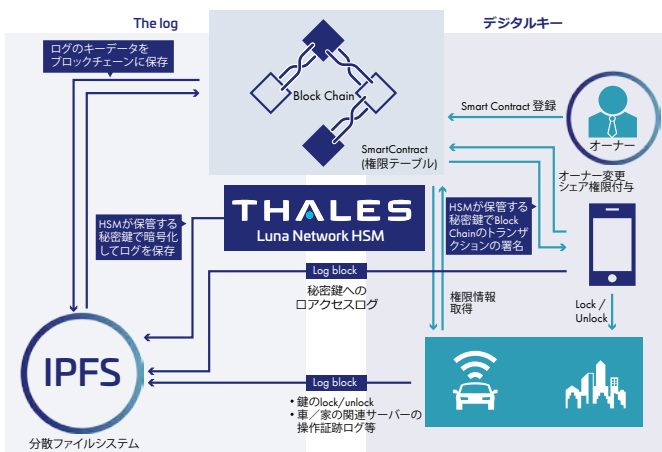 The log
デジタルキー
ログのキーデータを
ブロックチェーンに保存
Block Chain
SmartContract
(権限テーブル)
Smart Contract 登録
オーナー
オーナー変更
シェア権限付与
THALES
Luna Network HSM
HSMが保管する
秘密鍵で暗号化
してログを保存
HSMが保管する
秘密鍵でBlock
Chainのトランザ
クションの署名
Log block
秘密鍵への
口アクセスログ
権限情報
取得
Lock /
Unlock
IPFS
分散ファイルシステム
Log block
・鍵のlock/unlock
・車／家の関連サーバーの
操作証跡ログ等